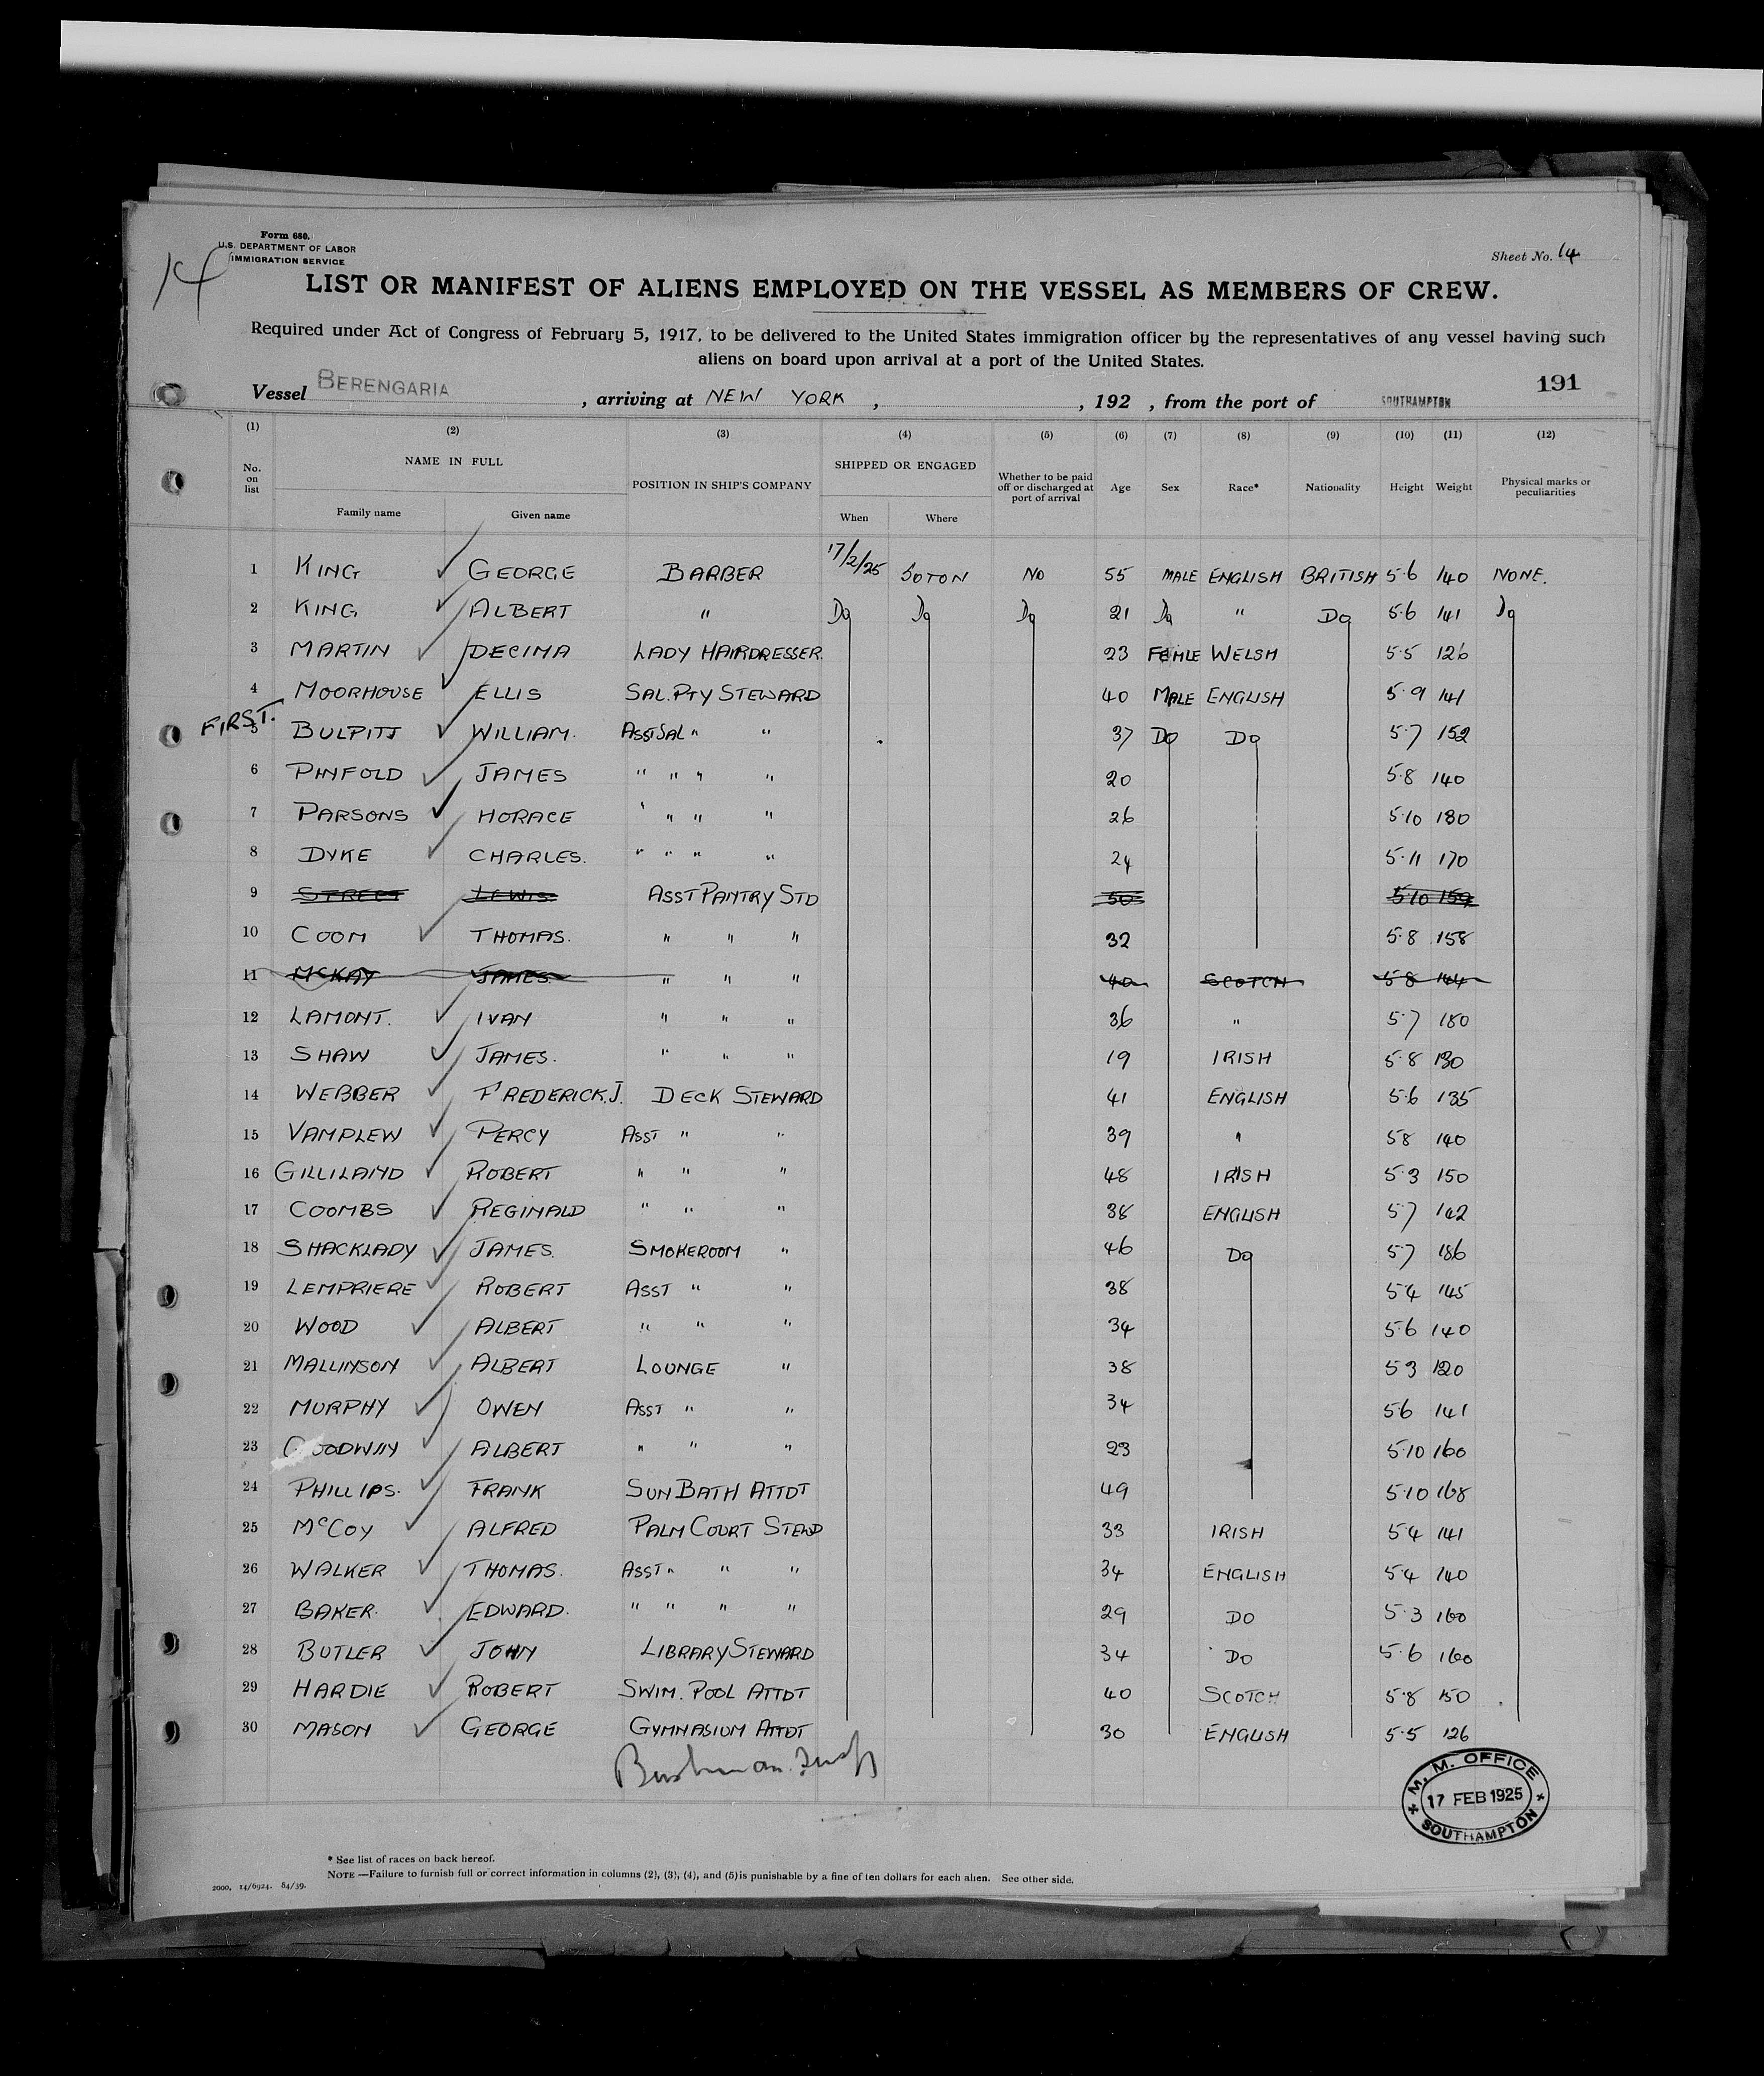 Form 680.
U.S. DEPARTMENT OF LABOR
IMMIGRATION SERVICE
14
Sheet No. 14
LIST OR MANIFEST OF ALIENS EMPLOYED ON THE VESSEL AS MEMBERS OF CREW.
Required under Act of Congress of February 5, 1917, to be delivered to the United States immigration officer by the representatives of any vessel having such
aliens on board upon arrival at a port of the United States.
191
Vessel BERENGARIA, arriving at NEW YORK, , 192 , from the port of SOUTHAMPTON
(1) (2) (3) (4) (5) (6) (7) (8) (9) (10) (11) (12)
No. on list NAME IN FULL POSITION IN SHIP'S COMPANY SHIPPED OR ENGAGED Whether to be paid off or discharged at port of arrival Age Sex Race* Nationality Height Weight Physical marks or peculiarities
Family name Given name When Where
1 KING GEORGE BARBER 17/2/25 SOTON NO 55 MALE ENGLISH BRITISH 5·6 140 NONE.
2 KING ALBERT " Do Do Do 21 Do " Do 5·6 141 Do
3 MARTIN DECIMA LADY HAIRDRESSER. 23 FEMLE WELSH 5·5 126
4 MOORHOUSE ELLIS SAL. PTY STEWARD 40 MALE ENGLISH 5·9 141
FIRST.
5 BULPITT WILLIAM. ASST SAL " " 37 DO Do 5·7 152
6 PINFOLD JAMES " " " " 20 5·8 140
7 PARSONS HORACE " " " " 26 5·10 180
8 DYKE CHARLES. " " " " 24 5·11 170
9 STREET LEWIS ASST PANTRY STD 50 5·10 159
10 COOM THOMAS. " " " 32 5·8 158
11 McKAY JAMES. " " " 40 SCOTCH 5 8 144
12 LAMONT. IVAN " " " 36 " 5·7 180
13 SHAW JAMES. " " " 19 IRISH 5·8 130
14 WEBBER FREDERICK.J. DECK STEWARD 41 ENGLISH 5·6 135
15 VAMPLEW PERCY ASST " " 39 " 5 8 140
16 GILLILAND ROBERT " " " 48 IRISH 5·3 150
17 COOMBS REGINALD " " " 38 ENGLISH 5·7 142
18 SHACKLADY JAMES. SMOKEROOM " 46 Do 5·7 186
19 LEMPRIERE ROBERT ASST " " 38 5·4 145
20 WOOD ALBERT " " " 34 5·6 140
21 MALLINSON ALBERT LOUNGE " 38 5 3 120
22 MURPHY OWEN ASST " " 34 5·6 141
23 GOODWIN ALBERT " " " 23 5·10 160
24 PHILLIPS. FRANK SUN BATH ATTDT 49 5·10 168
25 McCOY ALFRED PALM COURT STEWD 33 IRISH 5·4 141
26 WALKER THOMAS. ASST " " " 34 ENGLISH 5·4 140
27 BAKER. EDWARD. " " " " 29 DO 5·3 160
28 BUTLER JOHN LIBRARY STEWARD 34 DO 5·6 160
29 HARDIE ROBERT SWIM. POOL ATTDT 40 SCOTCH 5·8 150
30 MASON GEORGE GYMNASIUM ATTDT 30 ENGLISH 5·5 126
M. M. OFFICE
17 FEB 1925
SOUTHAMPTON
* See list of races on back hereof.
NOTE—Failure to furnish full or correct information in columns (2), (3), (4), and (5) is punishable by a fine of ten dollars for each alien. See other side.
2000. 14/6924. 84/39.